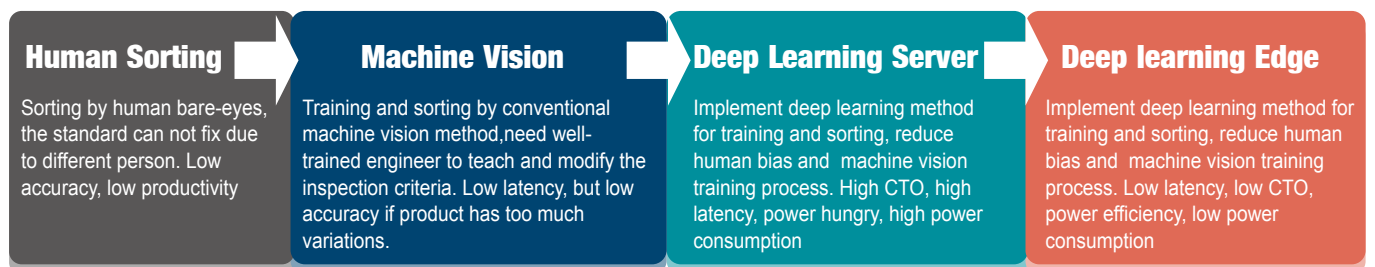 Human Sorting
Sorting by human bare-eyes,
the standard can not fix due
to different person. Low
accuracy, low productivity
Machine Vision
Training and sorting by conventional
machine vision method,need well-
trained engineer to teach and modify the
inspection criteria. Low latency, but low
accuracy if product has too much
variations.
Deep Learning Server
Implement deep learning method
for training and sorting, reduce
human bias and machine vision
training process. High CTO, high
latency, power hungry, high power
consumption
Deep learning Edge
Implement deep learning method for
training and sorting, reduce human
bias and machine vision training
process. Low latency, low CTO,
power efficiency, low power
consumption